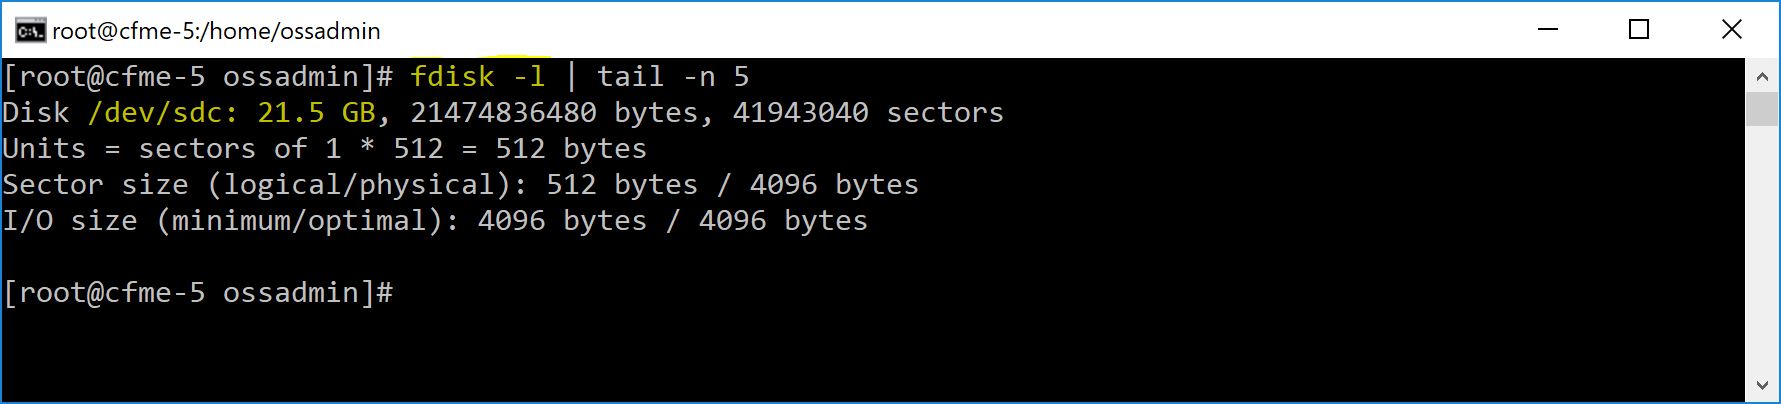 root@cfme-5:/home/ossadmin
[root@cfme-5 ossadmin]# fdisk -l | tail -n 5
Disk /dev/sdc: 21.5 GB, 21474836480 bytes, 41943040 sectors
Units = sectors of 1 * 512 = 512 bytes
Sector size (logical/physical): 512 bytes / 4096 bytes
I/O size (minimum/optimal): 4096 bytes / 4096 bytes
[root@cfme-5 ossadmin]#